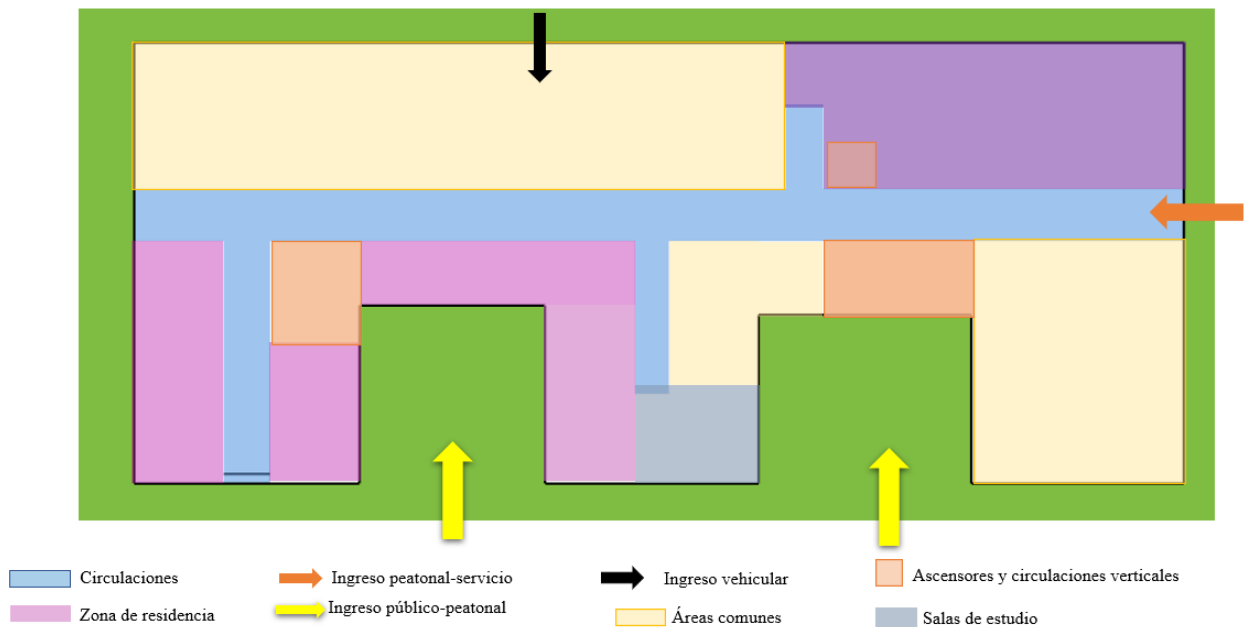 Circulaciones
Ingreso peatonal-servicio
Ingreso vehicular
Ascensores y circulaciones verticales
Zona de residencia
Ingreso público-peatonal
Áreas comunes
Salas de estudio